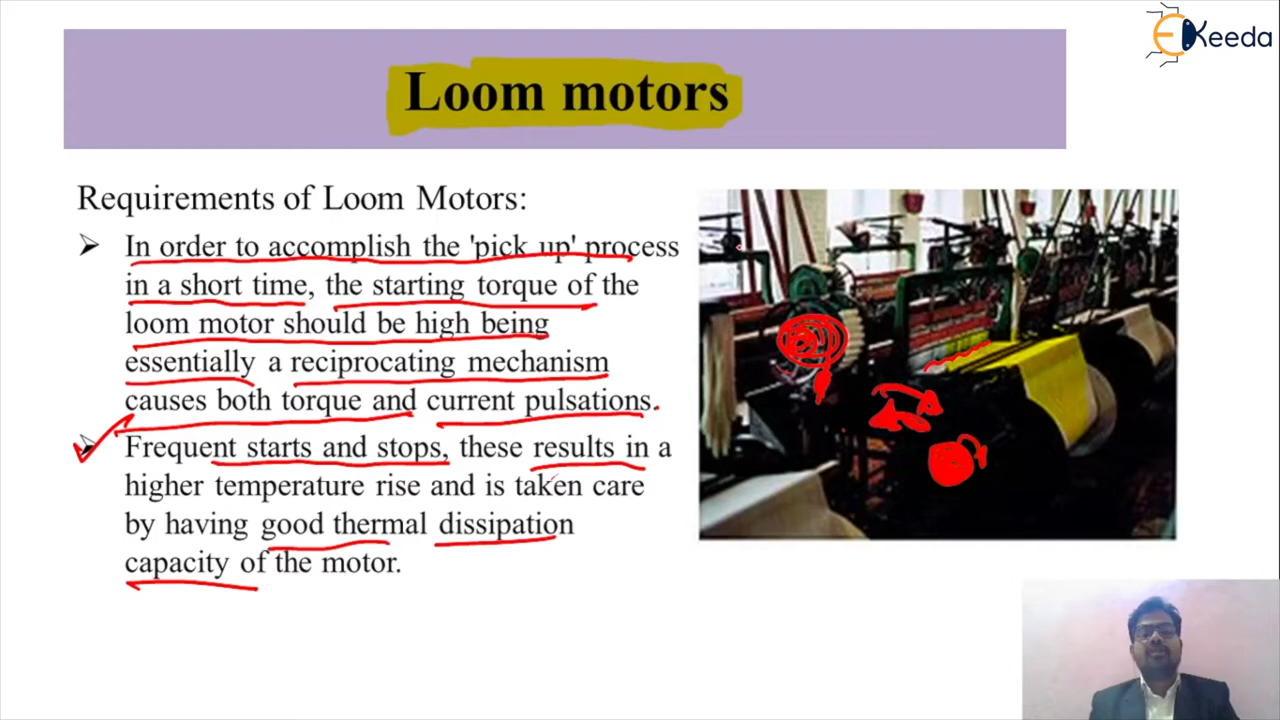 Keeda
Loom motors
Requirements of Loom Motors:
In order to accomplish the 'pick up' process
in a short time, the starting torque of the
loom motor should be high being
essentially a reciprocating mechanism
causes both torque and current pulsations.
Frequent starts and stops, these results in a
higher temperature rise and is taken care
by having good thermal dissipation
capacity of the motor.